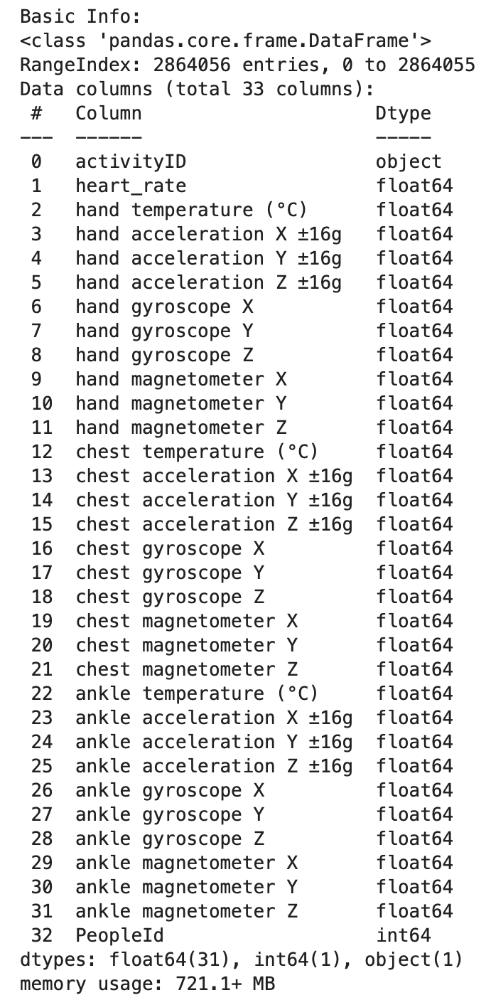 Basic Info:
<class 'pandas.core.frame.DataFrame'>
RangeIndex: 2864056 entries, 0 to 2864055
Data columns (total 33 columns):
 #   Column                     Dtype
---  ------                     -----
 0   activityID                 object
 1   heart_rate                 float64
 2   hand temperature (°C)      float64
 3   hand acceleration X ±16g   float64
 4   hand acceleration Y ±16g   float64
 5   hand acceleration Z ±16g   float64
 6   hand gyroscope X           float64
 7   hand gyroscope Y           float64
 8   hand gyroscope Z           float64
 9   hand magnetometer X        float64
 10  hand magnetometer Y        float64
 11  hand magnetometer Z        float64
 12  chest temperature (°C)     float64
 13  chest acceleration X ±16g  float64
 14  chest acceleration Y ±16g  float64
 15  chest acceleration Z ±16g  float64
 16  chest gyroscope X          float64
 17  chest gyroscope Y          float64
 18  chest gyroscope Z          float64
 19  chest magnetometer X       float64
 20  chest magnetometer Y       float64
 21  chest magnetometer Z       float64
 22  ankle temperature (°C)     float64
 23  ankle acceleration X ±16g  float64
 24  ankle acceleration Y ±16g  float64
 25  ankle acceleration Z ±16g  float64
 26  ankle gyroscope X          float64
 27  ankle gyroscope Y          float64
 28  ankle gyroscope Z          float64
 29  ankle magnetometer X       float64
 30  ankle magnetometer Y       float64
 31  ankle magnetometer Z       float64
 32  PeopleId                   int64
dtypes: float64(31), int64(1), object(1)
memory usage: 721.1+ MB